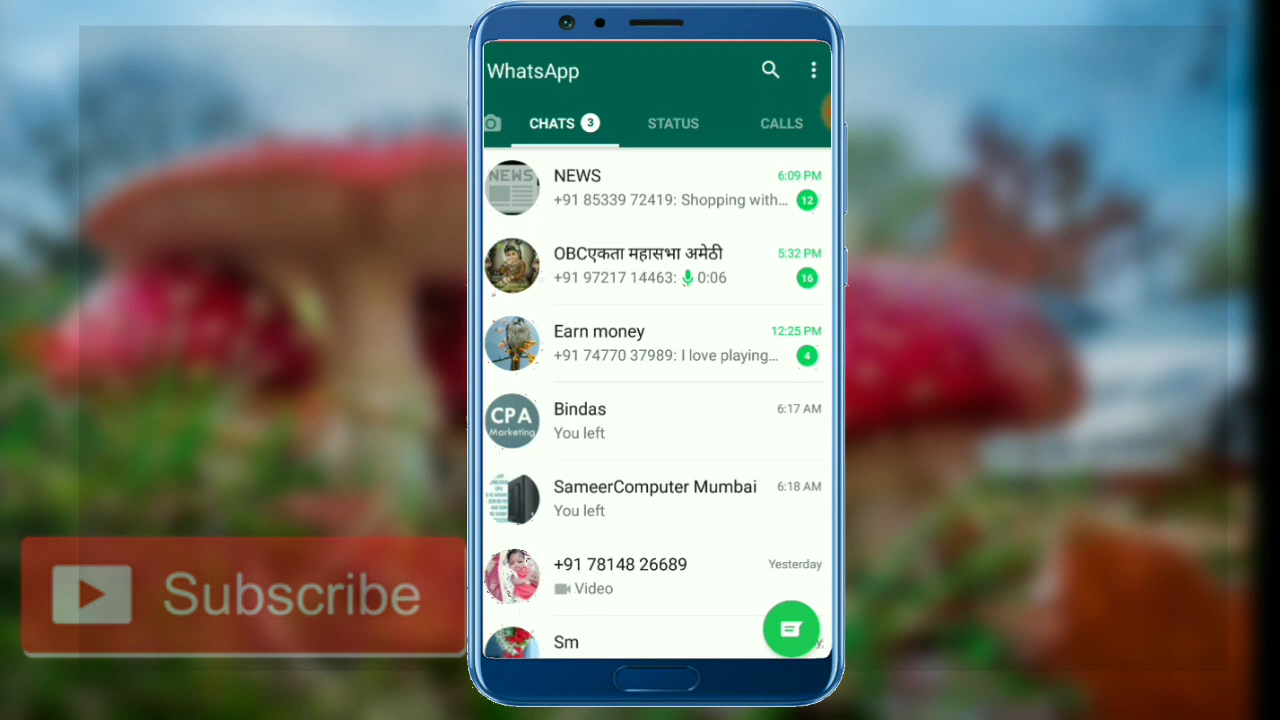 WhatsApp
CHATS 3
STATUS
CALLS
NEWS
NEWS
6:09 PM
+91 85339 72419: Shopping with...
12
OBCएकता महासभा अमेठी
5:32 PM
+91 97217 14463: 0:06
16
Earn money
12:25 PM
+91 74770 37989: I love playing...
4
CPA
Marketing
Bindas
6:17 AM
You left
SameerComputer Mumbai
6:18 AM
You left
+91 78148 26689
Yesterday
Video
Sm
Subscribe